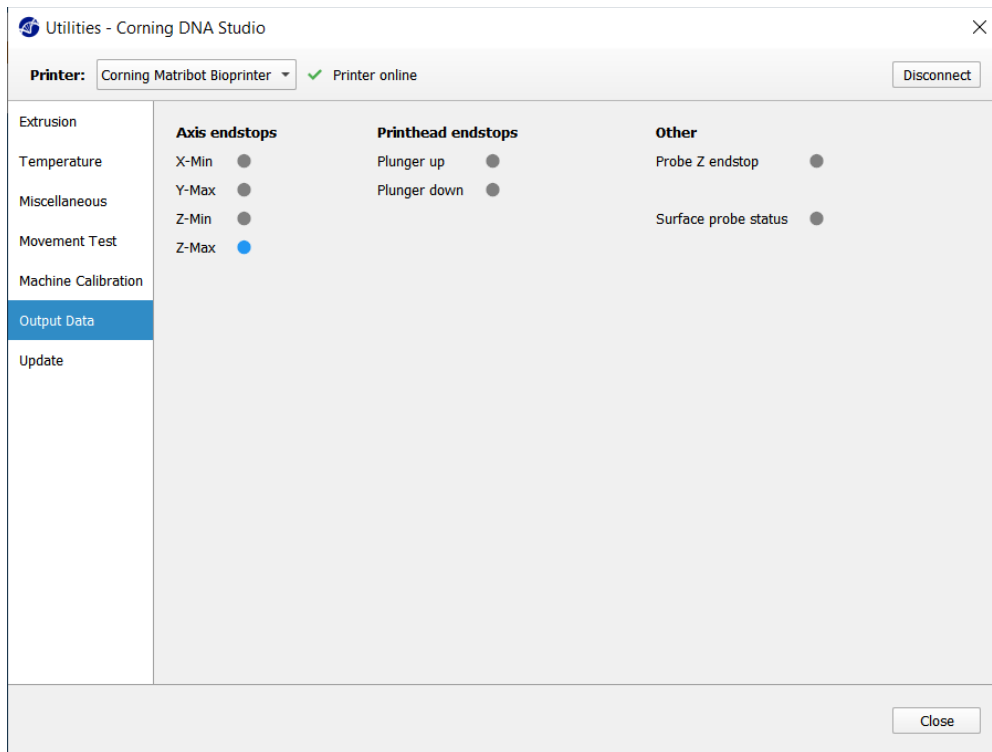 Utilities - Corning DNA Studio
Printer: Corning Matribot Bioprinter Printer online Disconnect
Extrusion
Temperature
Miscellaneous
Movement Test
Machine Calibration
Output Data
Update
Axis endstops
X-Min
Y-Max
Z-Min
Z-Max
Printhead endstops
Plunger up
Plunger down
Other
Probe Z endstop
Surface probe status
Close